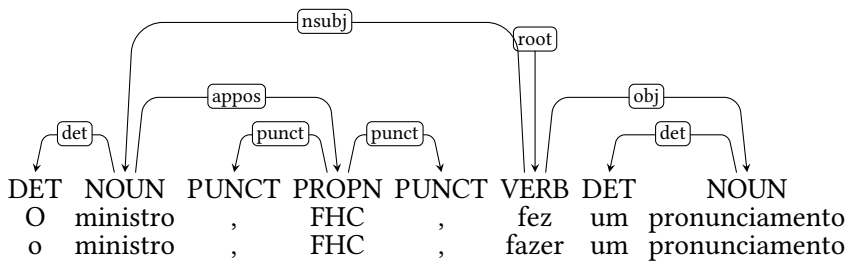 nsubj
root
appos obj
det punct punct det
DET NOUN PUNCT PROPN PUNCT VERB DET NOUN
O ministro , FHC , fez um pronunciamento
o ministro , FHC , fazer um pronunciamento